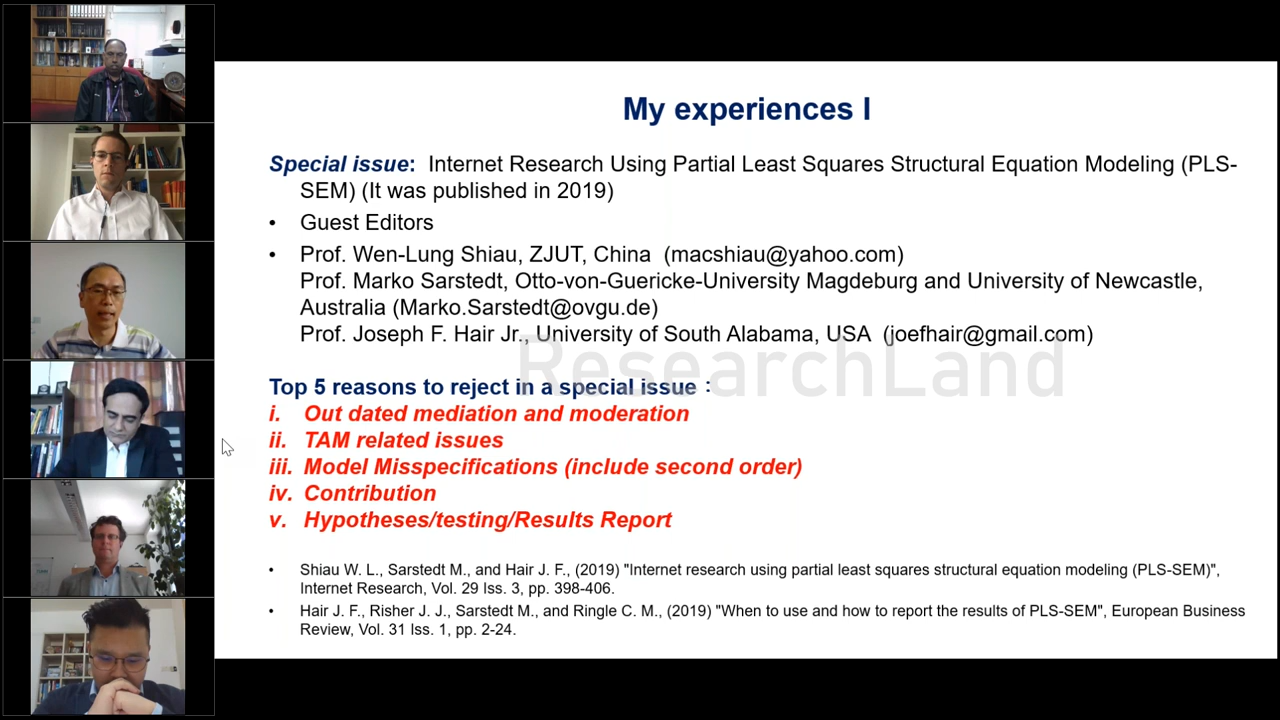 My experiences I
Special issue: Internet Research Using Partial Least Squares Structural Equation Modeling (PLS-
SEM) (It was published in 2019)
• Guest Editors
• Prof. Wen-Lung Shiau, ZJUT, China (macshiau@yahoo.com)
Prof. Marko Sarstedt, Otto-von-Guericke-University Magdeburg and University of Newcastle,
Australia (Marko.Sarstedt@ovgu.de)
Prof. Joseph F. Hair Jr., University of South Alabama, USA (joefhair@gmail.com)
ResearchLand
Top 5 reasons to reject in a special issue：
i. Out dated mediation and moderation
ii. TAM related issues
iii. Model Misspecifications (include second order)
iv. Contribution
v. Hypotheses/testing/Results Report
• Shiau W. L., Sarstedt M., and Hair J. F., (2019) "Internet research using partial least squares structural equation modeling (PLS-SEM)",
Internet Research, Vol. 29 Iss. 3, pp. 398-406.
• Hair J. F., Risher J. J., Sarstedt M., and Ringle C. M., (2019) "When to use and how to report the results of PLS-SEM", European Business
Review, Vol. 31 Iss. 1, pp. 2-24.